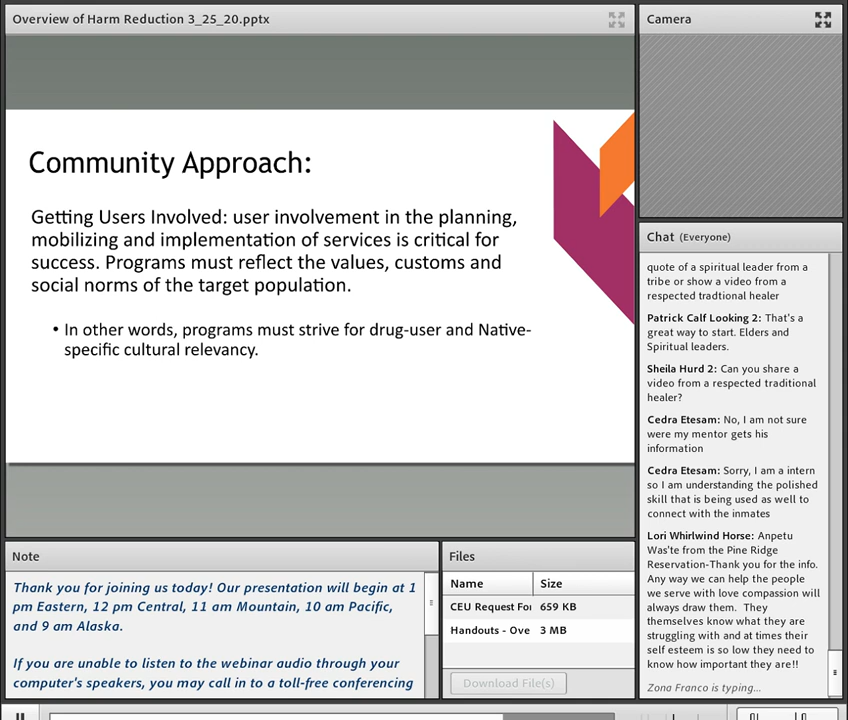 Overview of Harm Reduction 3_25_20.pptx
Community Approach:
Getting Users Involved: user involvement in the planning,
mobilizing and implementation of services is critical for
success. Programs must reflect the values, customs and
social norms of the target population.
• In other words, programs must strive for drug-user and Native-
specific cultural relevancy.
Camera
Chat (Everyone)
quote of a spiritual leader from a
tribe or show a video from a
respected tradtional healer
Patrick Calf Looking 2: That's a
great way to start. Elders and
Spiritual leaders.
Sheila Hurd 2: Can you share a
video from a respected traditional
healer?
Cedra Etesam: No, I am not sure
were my mentor gets his
information
Cedra Etesam: Sorry, I am a intern
so I am understanding the polished
skill that is being used as well to
connect with the inmates
Lori Whirlwind Horse: Anpetu
Was'te from the Pine Ridge
Reservation-Thank you for the info.
Any way we can help the people
we serve with love compassion will
always draw them. They
themselves know what they are
struggling with and at times their
self esteem is so low they need to
know how important they are!!
Zona Franco is typing...
Note
Thank you for joining us today! Our presentation will begin at 1
pm Eastern, 12 pm Central, 11 am Mountain, 10 am Pacific,
and 9 am Alaska.
If you are unable to listen to the webinar audio through your
computer's speakers, you may call in to a toll-free conferencing
Files
Name Size
CEU Request For 659 KB
Handouts - Ove 3 MB
Download File(s)